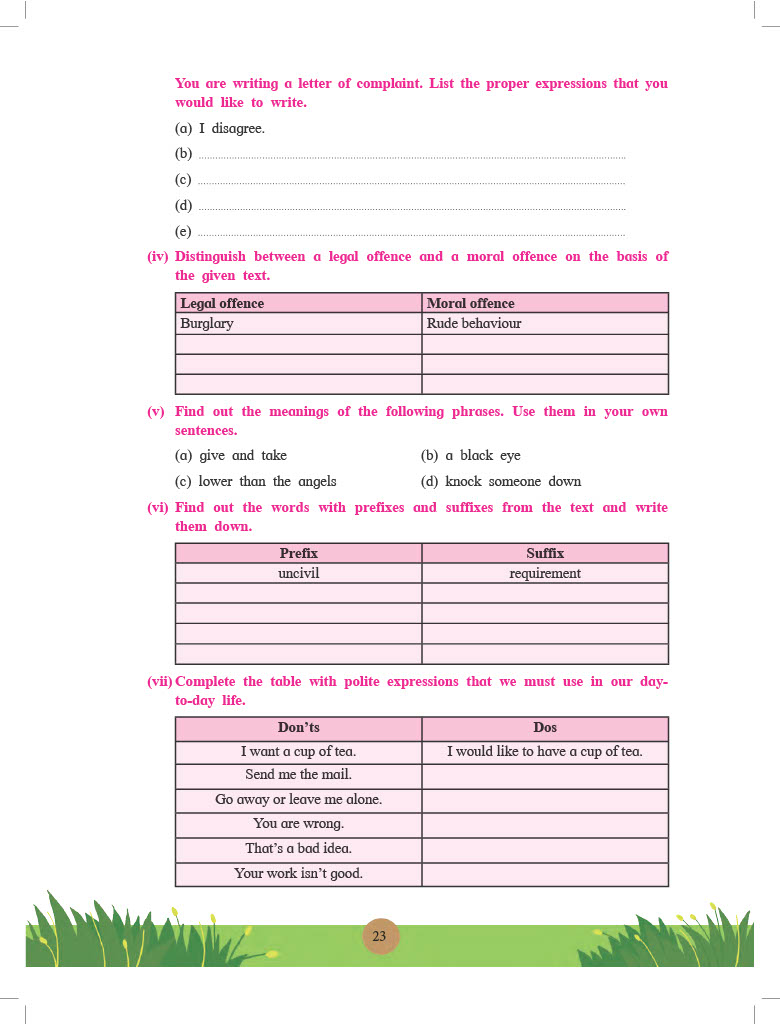 You are writing a letter of complaint. List the proper expressions that you
would like to write.
(a) I disagree.
(b) ........................................................................
(c) ........................................................................
(d) ........................................................................
(e) ........................................................................
(iv) Distinguish between a legal offence and a moral offence on the basis of
the given text.
Legal offence Moral offence
Burglary Rude behaviour
(v) Find out the meanings of the following phrases. Use them in your own
sentences.
(a) give and take (b) a black eye
(c) lower than the angels (d) knock someone down
(vi) Find out the words with prefixes and suffixes from the text and write
them down.
Prefix Suffix
uncivil requirement
(vii) Complete the table with polite expressions that we must use in our day-
to-day life.
Don'ts Dos
I want a cup of tea. I would like to have a cup of tea.
Send me the mail.
Go away or leave me alone.
You are wrong.
That's a bad idea.
Your work isn't good.
23